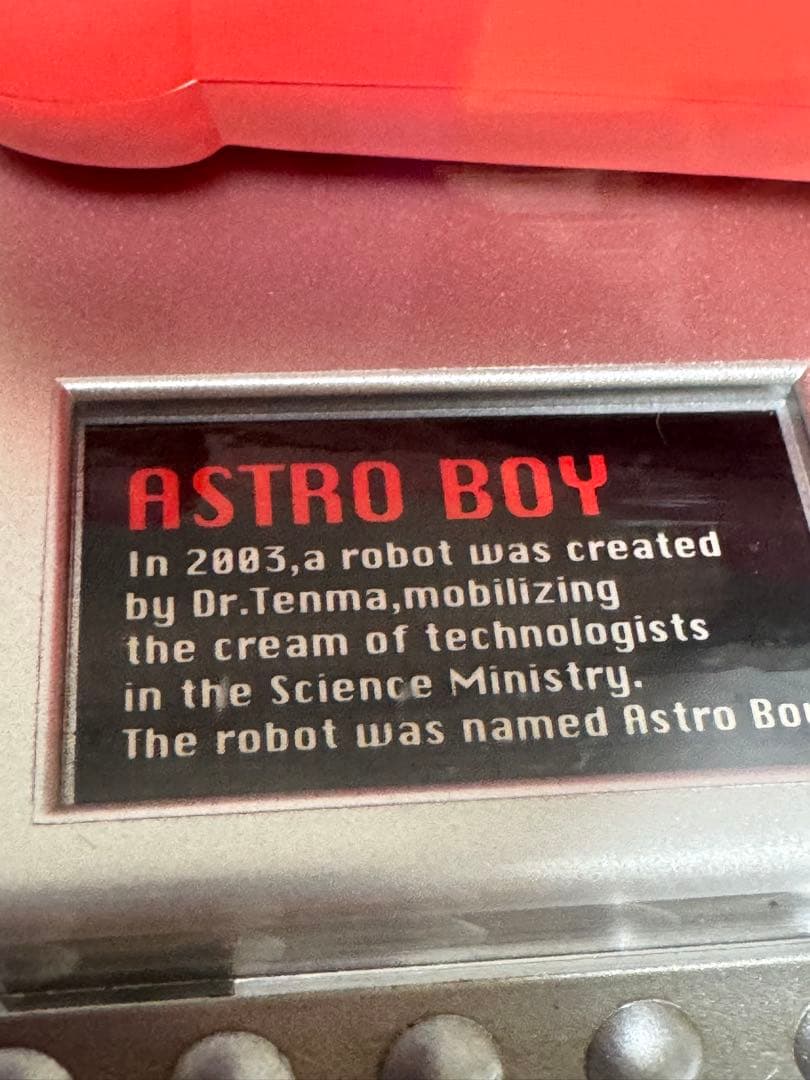 ASTRO BOY
In 2003,a robot was created
by Dr.Tenma,mobilizing
the cream of technologists
in the Science Ministry.
The robot was named Astro Bo